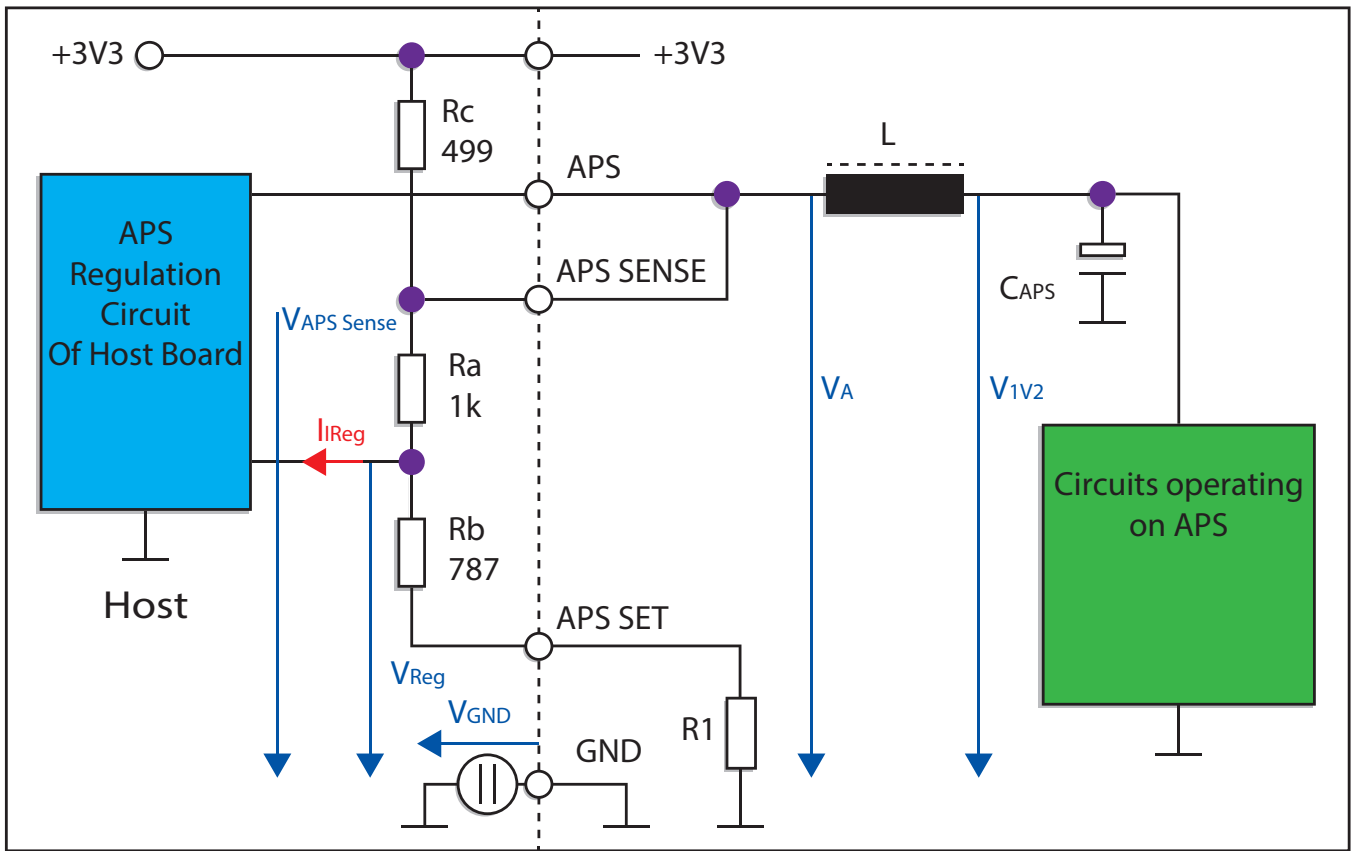 +3V3
+3V3
Rc
499
L
APS
APS
Regulation
Circuit
Of Host Board
APS SENSE
CAPS
VAPS Sense
Ra
1k
VA
V1V2
IIReg
Circuits operating
on APS
Rb
787
Host
APS SET
VReg
VGND
R1
GND